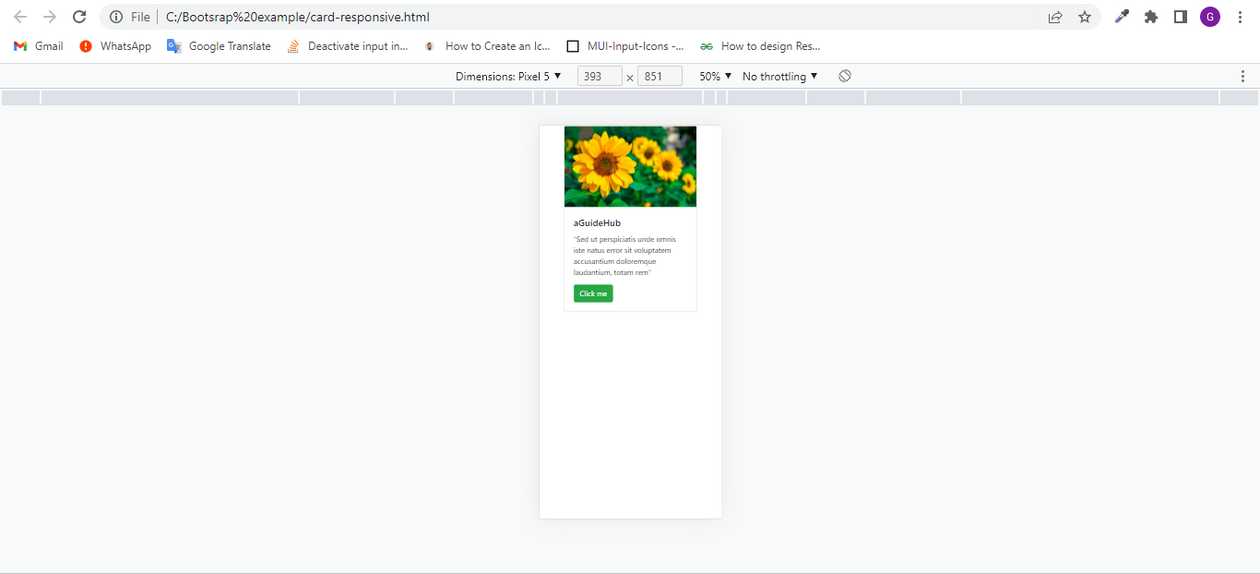 File C:/Bootsrap%20example/card-responsive.html
G
Gmail WhatsApp Google Translate Deactivate input in... How to Create an Ic... MUI-Input-Icons -... How to design Res...
Dimensions: Pixel 5 ▼ 393 × 851 50% ▼ No throttling ▼
aGuideHub
"Sed ut perspiciatis unde omnis
iste natus error sit voluptatem
accusantium doloremque
laudantium, totam rem"
Click me